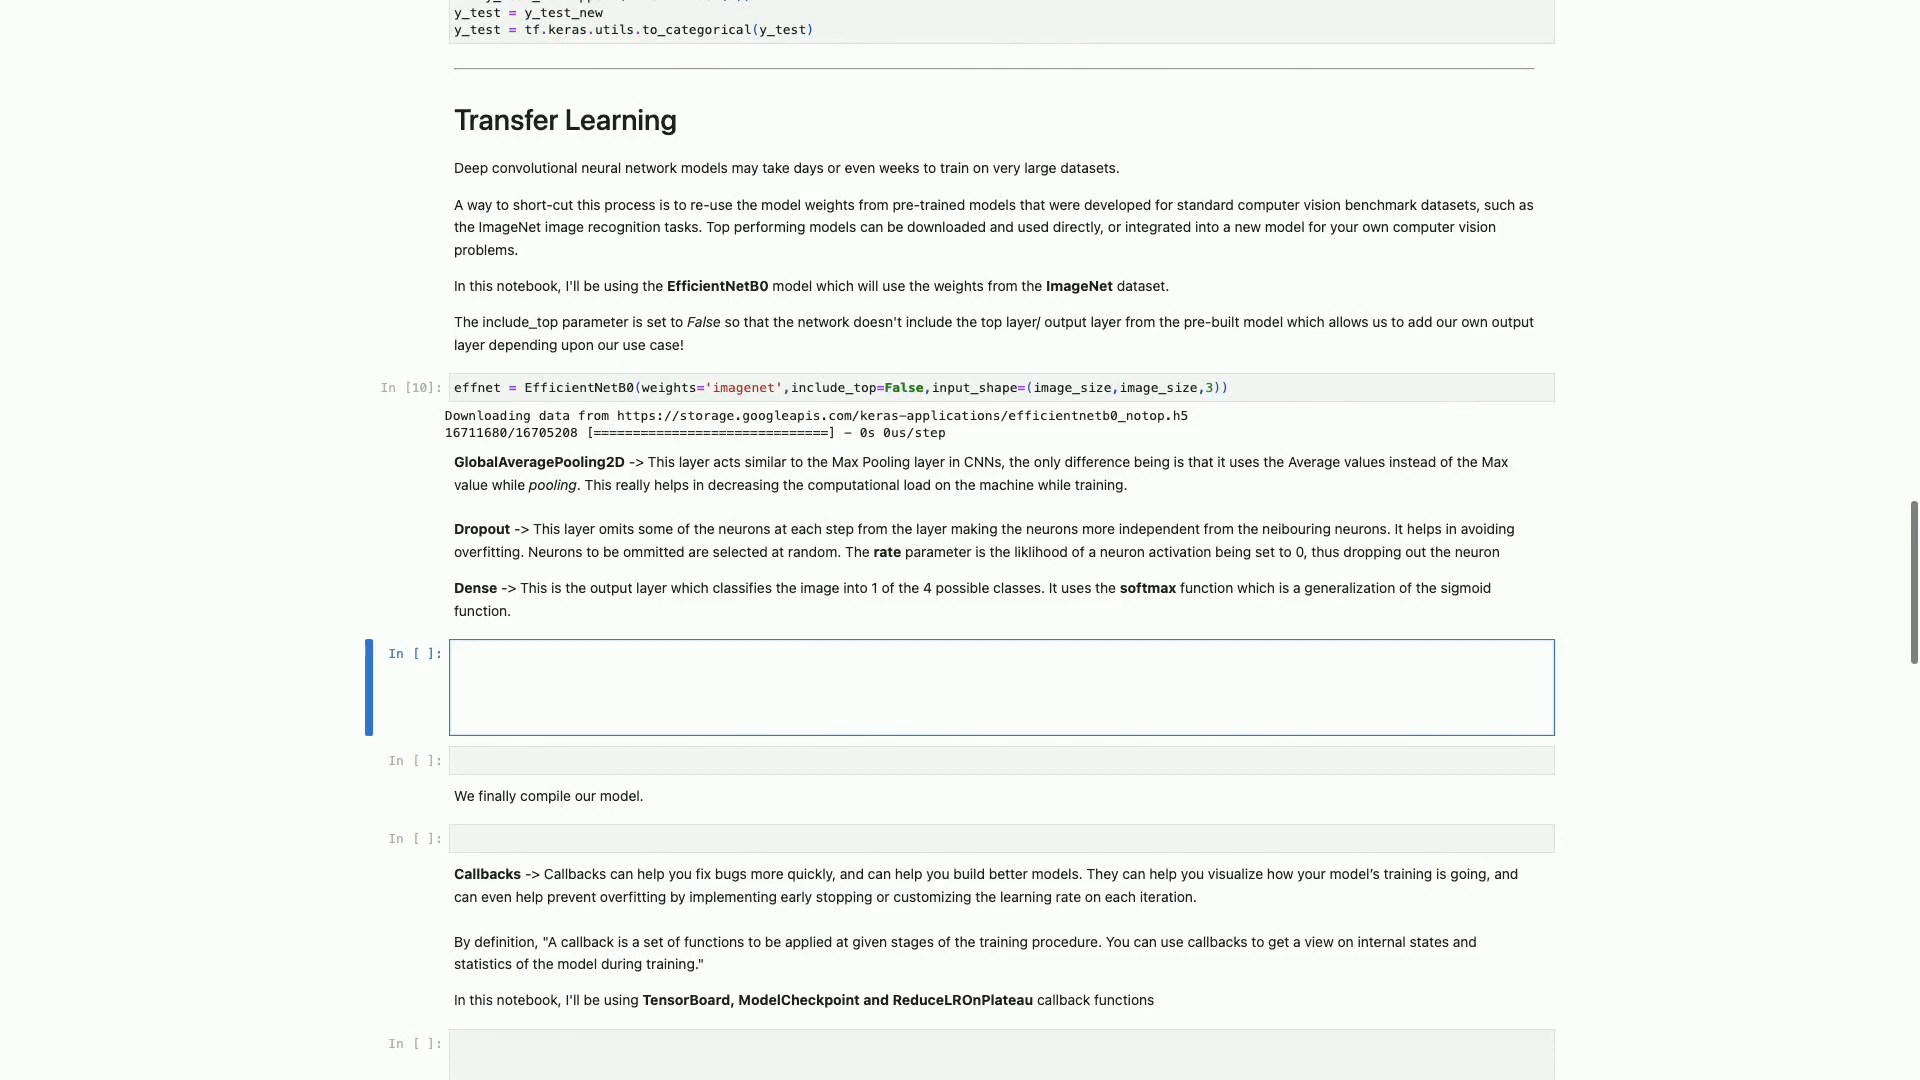 y_test = y_test_new
y_test = tf.keras.utils.to_categorical(y_test)
Transfer Learning
Deep convolutional neural network models may take days or even weeks to train on very large datasets.
A way to short-cut this process is to re-use the model weights from pre-trained models that were developed for standard computer vision benchmark datasets, such as
the ImageNet image recognition tasks. Top performing models can be downloaded and used directly, or integrated into a new model for your own computer vision
problems.
In this notebook, I'll be using the EfficientNetB0 model which will use the weights from the ImageNet dataset.
The include_top parameter is set to False so that the network doesn't include the top layer/ output layer from the pre-built model which allows us to add our own output
layer depending upon our use case!
In [10]: effnet = EfficientNetB0(weights='imagenet',include_top=False,input_shape=(image_size,image_size,3))
Downloading data from https://storage.googleapis.com/keras-applications/efficientnetb0_notop.h5
16711680/16705208 [==============================] - 0s 0us/step
GlobalAveragePooling2D -> This layer acts similar to the Max Pooling layer in CNNs, the only difference being is that it uses the Average values instead of the Max
value while pooling. This really helps in decreasing the computational load on the machine while training.
Dropout -> This layer omits some of the neurons at each step from the layer making the neurons more independent from the neibouring neurons. It helps in avoiding
overfitting. Neurons to be ommitted are selected at random. The rate parameter is the liklihood of a neuron activation being set to 0, thus dropping out the neuron
Dense -> This is the output layer which classifies the image into 1 of the 4 possible classes. It uses the softmax function which is a generalization of the sigmoid
function.
In [ ]:
In [ ]:
We finally compile our model.
In [ ]:
Callbacks -> Callbacks can help you fix bugs more quickly, and can help you build better models. They can help you visualize how your model’s training is going, and
can even help prevent overfitting by implementing early stopping or customizing the learning rate on each iteration.
By definition, "A callback is a set of functions to be applied at given stages of the training procedure. You can use callbacks to get a view on internal states and
statistics of the model during training."
In this notebook, I'll be using TensorBoard, ModelCheckpoint and ReduceLROnPlateau callback functions
In [ ]: